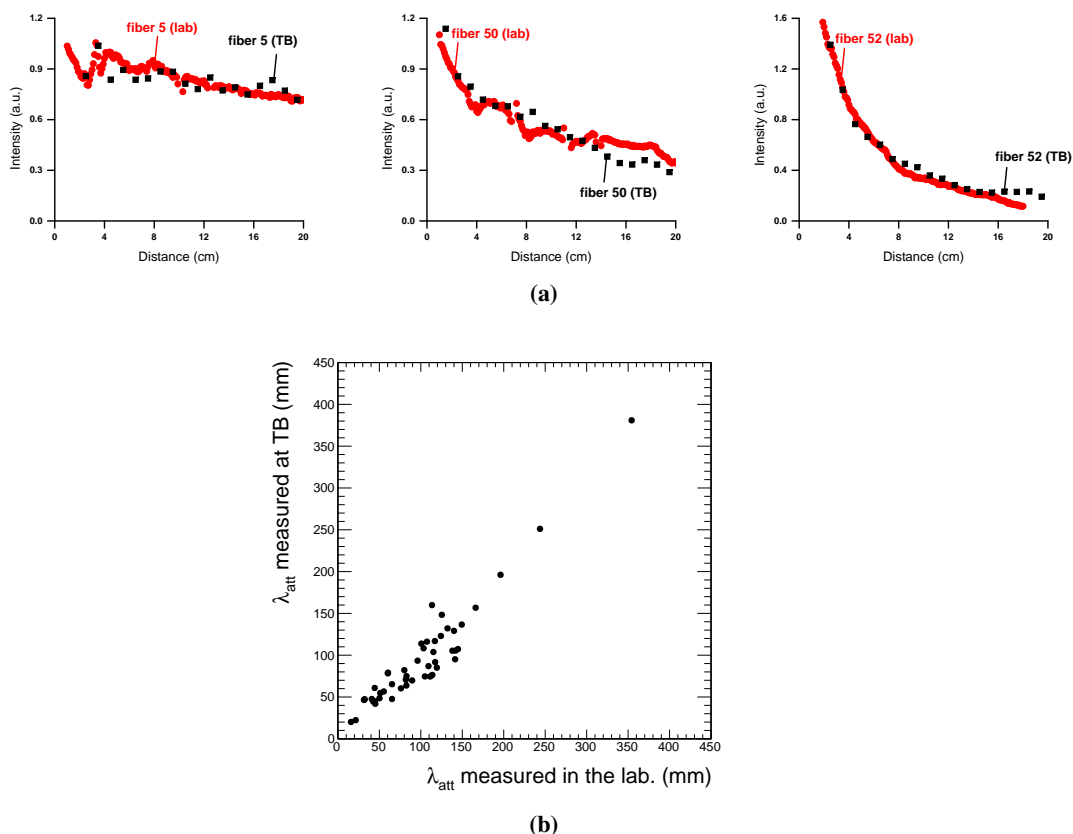 1.2
0.9
0.6
0.3
0.0
Intensity (a.u.)
fiber 5 (lab)
fiber 5 (TB)
0 4 8 12 16 20
Distance (cm)
1.2
0.9
0.6
0.3
0.0
Intensity (a.u.)
fiber 50 (lab)
fiber 50 (TB)
0 4 8 12 16 20
Distance (cm)
1.6
1.2
0.8
0.4
0.0
Intensity (a.u.)
fiber 52 (lab)
fiber 52 (TB)
0 4 8 12 16 20
Distance (cm)
(a)
450
400
350
300
250
200
150
100
50
0
λatt measured at TB (mm)
0 50 100 150 200 250 300 350 400 450
λatt measured in the lab. (mm)
(b)